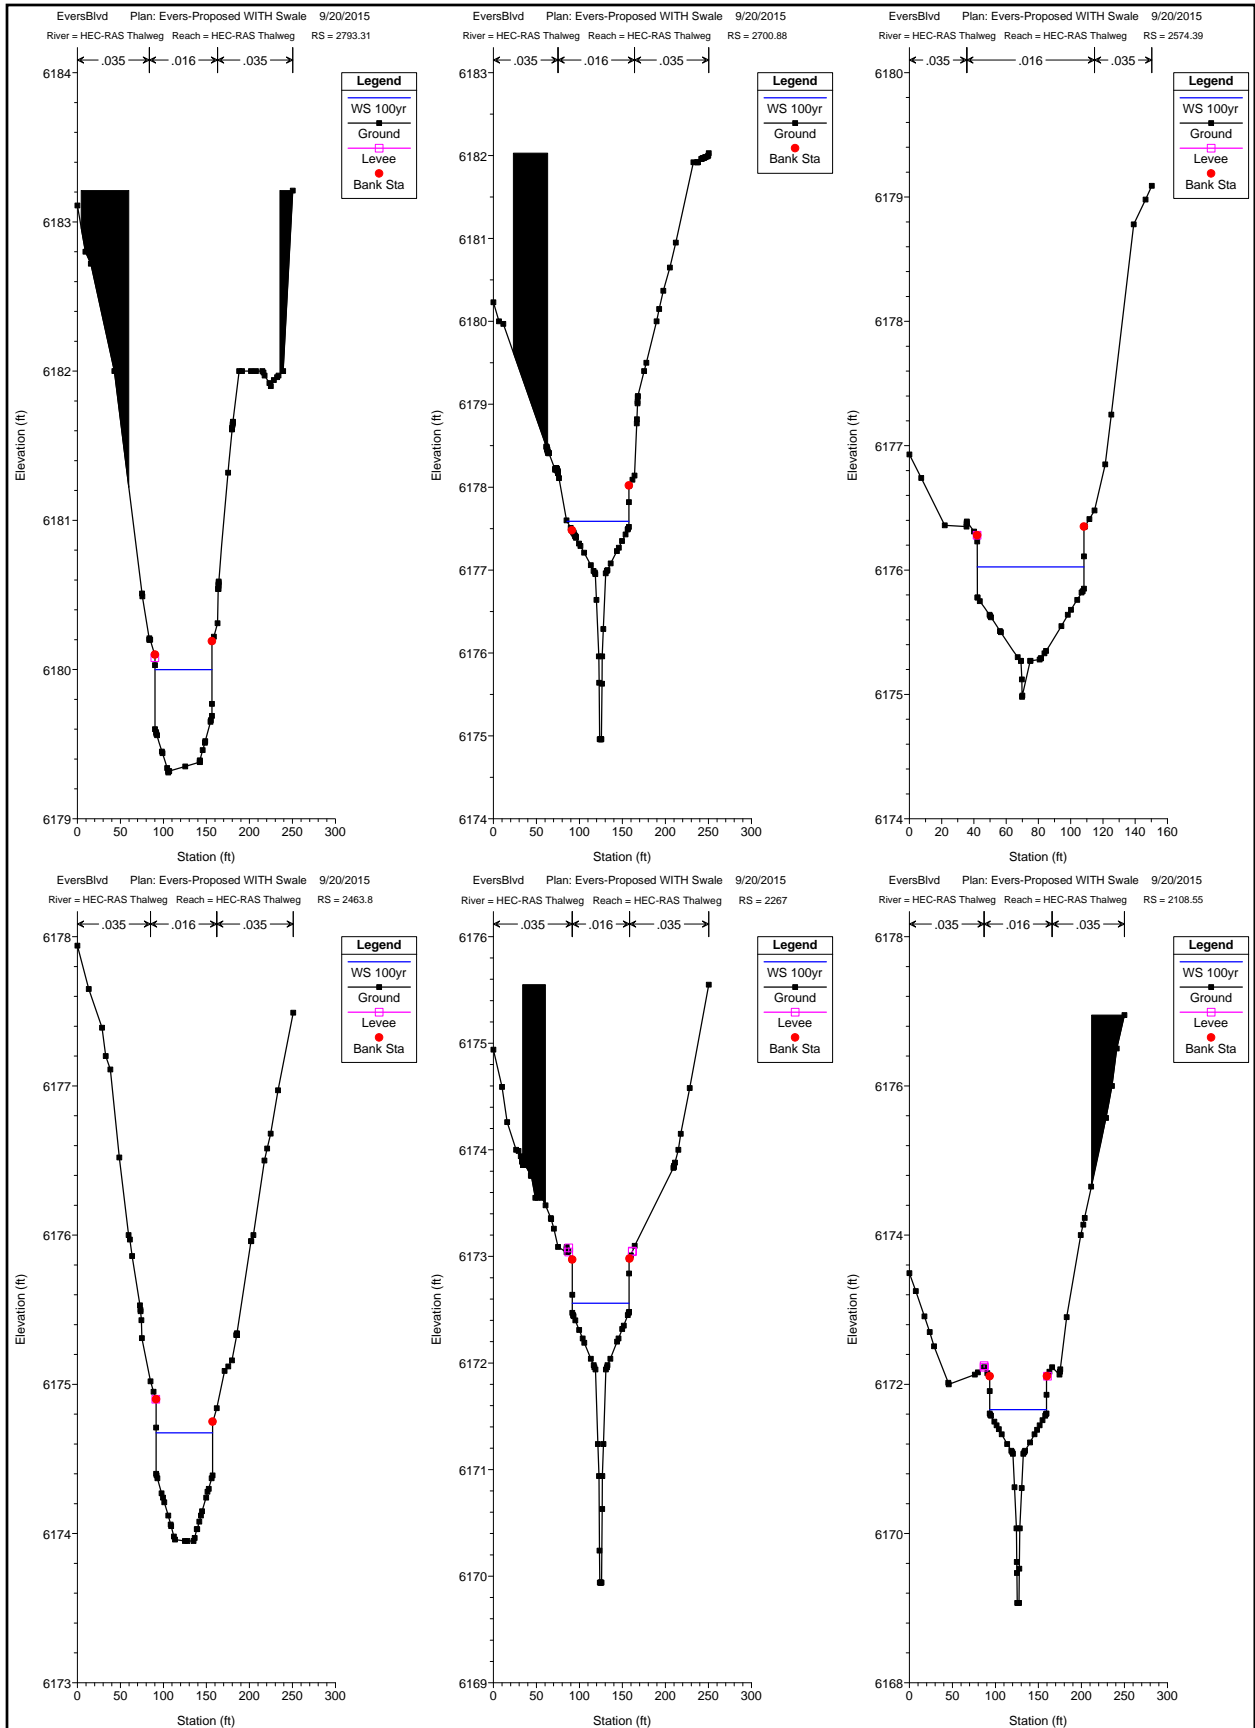 EversBlvd Plan: Evers-Proposed WITH Swale 9/20/2015
River = HEC-RAS Thalweg Reach = HEC-RAS Thalweg RS = 2793.31
.035 .016 .035
6184
6183
6182
6181
6180
6179
Elevation (ft)
0 50 100 150 200 250 300
Station (ft)
Legend
WS 100yr
Ground
Levee
Bank Sta
EversBlvd Plan: Evers-Proposed WITH Swale 9/20/2015
River = HEC-RAS Thalweg Reach = HEC-RAS Thalweg RS = 2700.88
.035 .016 .035
6183
6182
6181
6180
6179
6178
6177
6176
6175
6174
Elevation (ft)
0 50 100 150 200 250 300
Station (ft)
Legend
WS 100yr
Ground
Bank Sta
EversBlvd Plan: Evers-Proposed WITH Swale 9/20/2015
River = HEC-RAS Thalweg Reach = HEC-RAS Thalweg RS = 2574.39
.035 .016 .035
6180
6179
6178
6177
6176
6175
6174
Elevation (ft)
0 20 40 60 80 100 120 140 160
Station (ft)
Legend
WS 100yr
Ground
Levee
Bank Sta
EversBlvd Plan: Evers-Proposed WITH Swale 9/20/2015
River = HEC-RAS Thalweg Reach = HEC-RAS Thalweg RS = 2463.8
.035 .016 .035
6178
6177
6176
6175
6174
6173
Elevation (ft)
0 50 100 150 200 250 300
Station (ft)
Legend
WS 100yr
Ground
Levee
Bank Sta
EversBlvd Plan: Evers-Proposed WITH Swale 9/20/2015
River = HEC-RAS Thalweg Reach = HEC-RAS Thalweg RS = 2267
.035 .016 .035
6176
6175
6174
6173
6172
6171
6170
6169
Elevation (ft)
0 50 100 150 200 250 300
Station (ft)
Legend
WS 100yr
Ground
Levee
Bank Sta
EversBlvd Plan: Evers-Proposed WITH Swale 9/20/2015
River = HEC-RAS Thalweg Reach = HEC-RAS Thalweg RS = 2108.55
.035 .016 .035
6178
6176
6174
6172
6170
6168
Elevation (ft)
0 50 100 150 200 250 300
Station (ft)
Legend
WS 100yr
Ground
Levee
Bank Sta